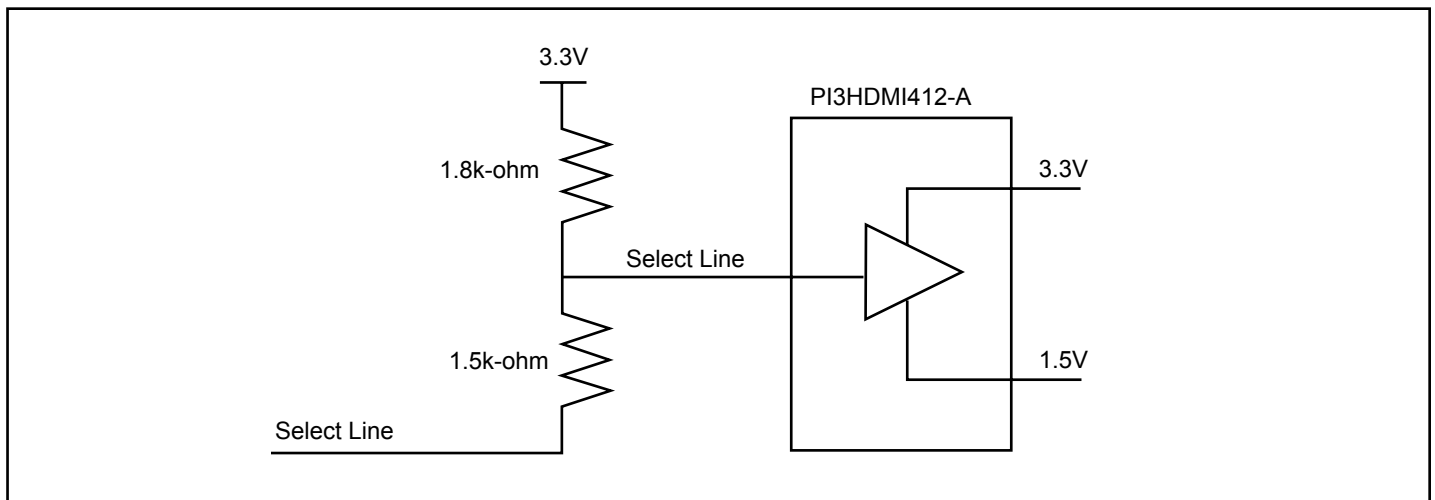 3.3V
PI3HDMI412-A
1.8k-ohm
3.3V
Select Line
1.5k-ohm
1.5V
Select Line